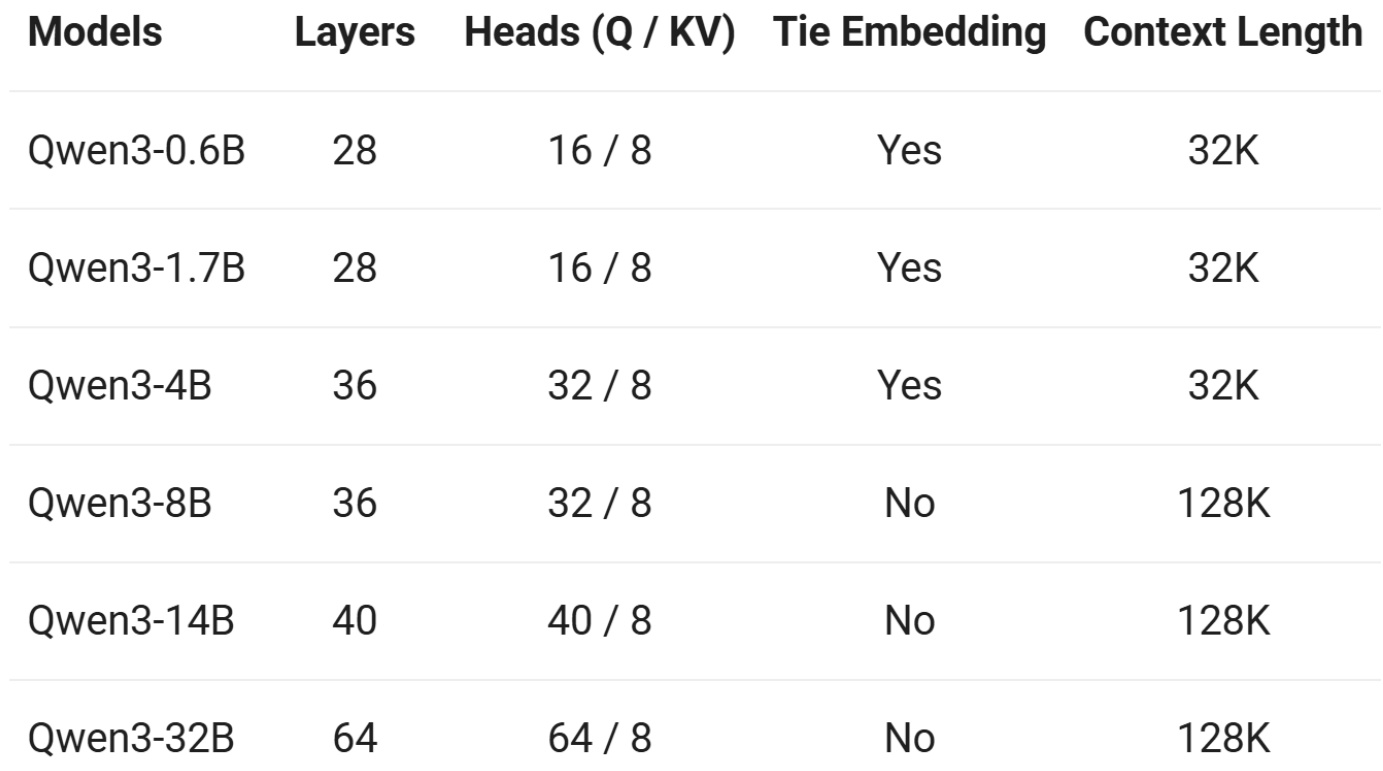 Models Layers Heads (Q / KV) Tie Embedding Context Length
Qwen3-0.6B 28 16 / 8 Yes 32K
Qwen3-1.7B 28 16 / 8 Yes 32K
Qwen3-4B 36 32 / 8 Yes 32K
Qwen3-8B 36 32 / 8 No 128K
Qwen3-14B 40 40 / 8 No 128K
Qwen3-32B 64 64 / 8 No 128K